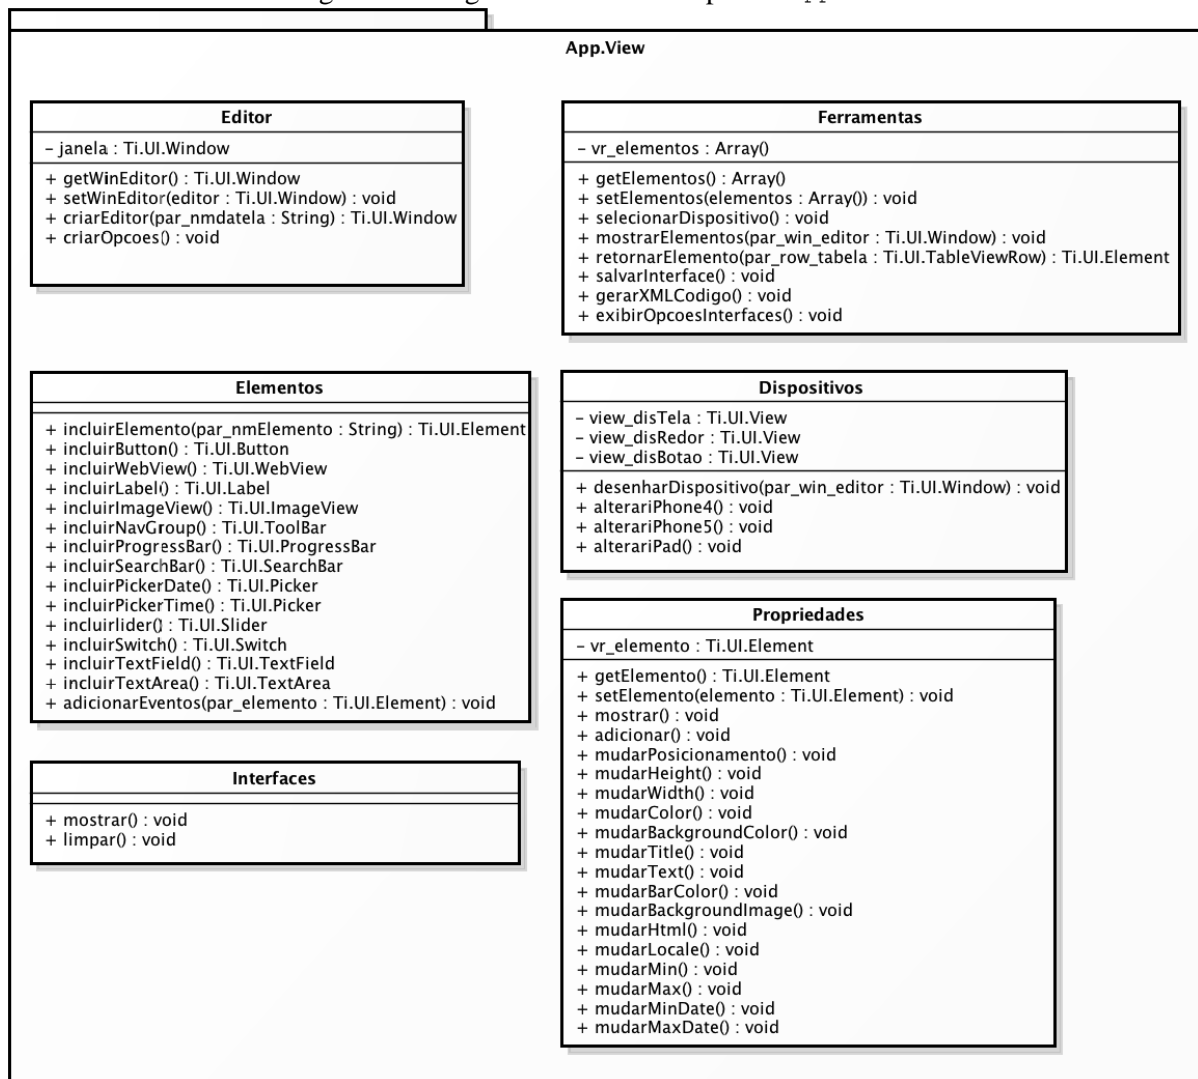 App.View
Editor
- janela : Ti.UI.Window
+ getWinEditor() : Ti.UI.Window
+ setWinEditor(editor : Ti.UI.Window) : void
+ criarEditor(par_nmdatela : String) : Ti.UI.Window
+ criarOpcoes() : void
Ferramentas
- vr_elementos : Array()
+ getElementos() : Array()
+ setElementos(elementos : Array()) : void
+ selecionarDispositivo() : void
+ mostrarElementos(par_win_editor : Ti.UI.Window) : void
+ retornarElemento(par_row_tabela : Ti.UI.TableViewRow) : Ti.UI.Element
+ salvarInterface() : void
+ gerarXMLCodigo() : void
+ exibirOpcoesInterfaces() : void
Elementos
+ incluirElemento(par_nmElemento : String) : Ti.UI.Element
+ incluirButton() : Ti.UI.Button
+ incluirWebView() : Ti.UI.WebView
+ incluirLabel() : Ti.UI.Label
+ incluirImageView() : Ti.UI.ImageView
+ incluirNavGroup() : Ti.UI.ToolBar
+ incluirProgressBar() : Ti.UI.ProgressBar
+ incluirSearchBar() : Ti.UI.SearchBar
+ incluirPickerDate() : Ti.UI.Picker
+ incluirPickerTime() : Ti.UI.Picker
+ incluirlider() : Ti.UI.Slider
+ incluirSwitch() : Ti.UI.Switch
+ incluirTextField() : Ti.UI.TextField
+ incluirTextArea() : Ti.UI.TextArea
+ adicionarEventos(par_elemento : Ti.UI.Element) : void
Dispositivos
- view_disTela : Ti.UI.View
- view_disRedor : Ti.UI.View
- view_disBotao : Ti.UI.View
+ desenharDispositivo(par_win_editor : Ti.UI.Window) : void
+ alterariPhone4() : void
+ alterariPhone5() : void
+ alterariPad() : void
Propriedades
- vr_elemento : Ti.UI.Element
+ getElemento() : Ti.UI.Element
+ setElemento(elemento : Ti.UI.Element) : void
+ mostrar() : void
+ adicionar() : void
+ mudarPosicionamento() : void
+ mudarHeight() : void
+ mudarWidth() : void
+ mudarColor() : void
+ mudarBackgroundColor() : void
+ mudarTitle() : void
+ mudarText() : void
+ mudarBarColor() : void
+ mudarBackgroundImage() : void
+ mudarHtml() : void
+ mudarLocale() : void
+ mudarMin() : void
+ mudarMax() : void
+ mudarMinDate() : void
+ mudarMaxDate() : void
Interfaces
+ mostrar() : void
+ limpar() : void